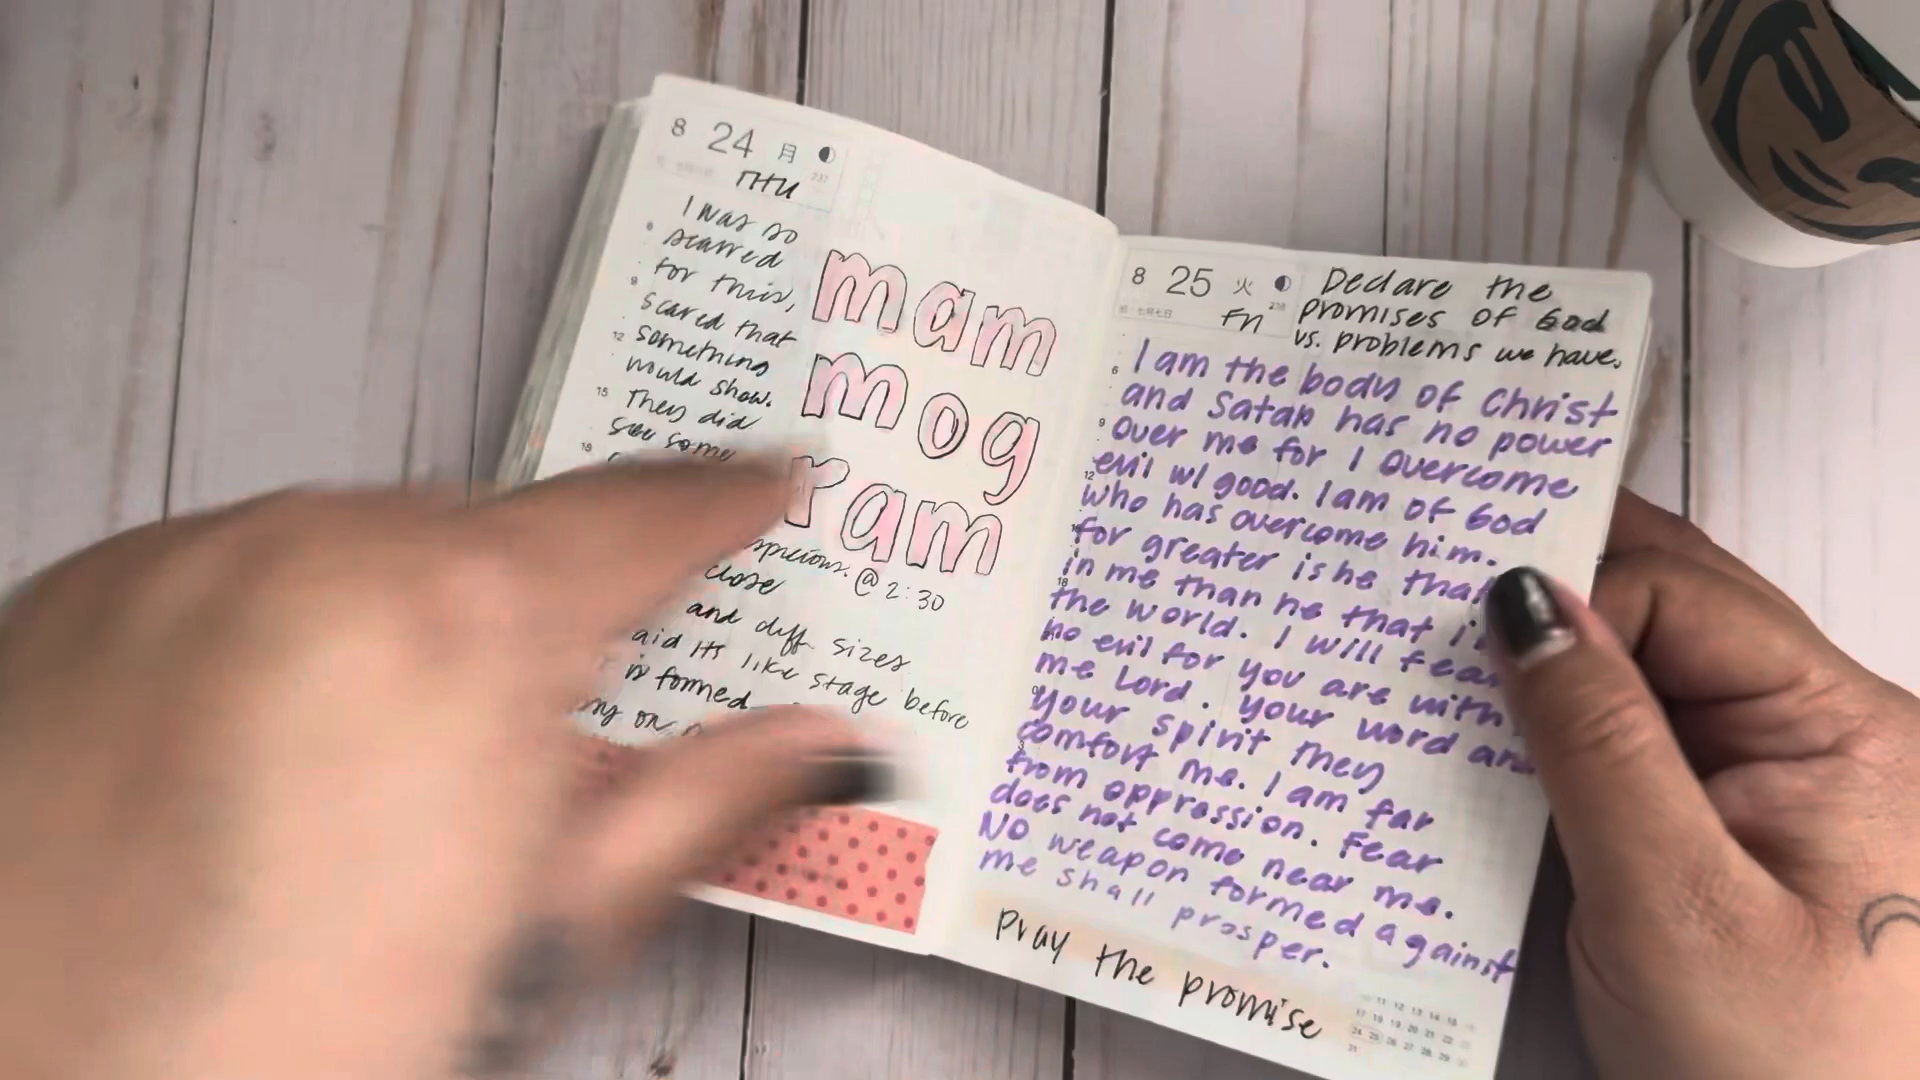 8 24 月
THU
237
I was so
scarred
for this,
scared that
something
would show.
They did
see some
mam
mog
ram
@ 2:30
close
and diff sizes
its like stage before
is formed
on
8 25 火
Fri
238
Declare the
promises of God
vs. problems we have.
I am the body of Christ
and Satan has no power
over me for I overcome
evil w/ good. I am of God
who has overcome him.
for greater is he that
in me than he that
the world. I will fear
no evil for you are with
me Lord. Your word and
Your spirit they
comfort me. I am far
from oppression. Fear
does not come near me.
No weapon formed against
me shall prosper.
pray the promise